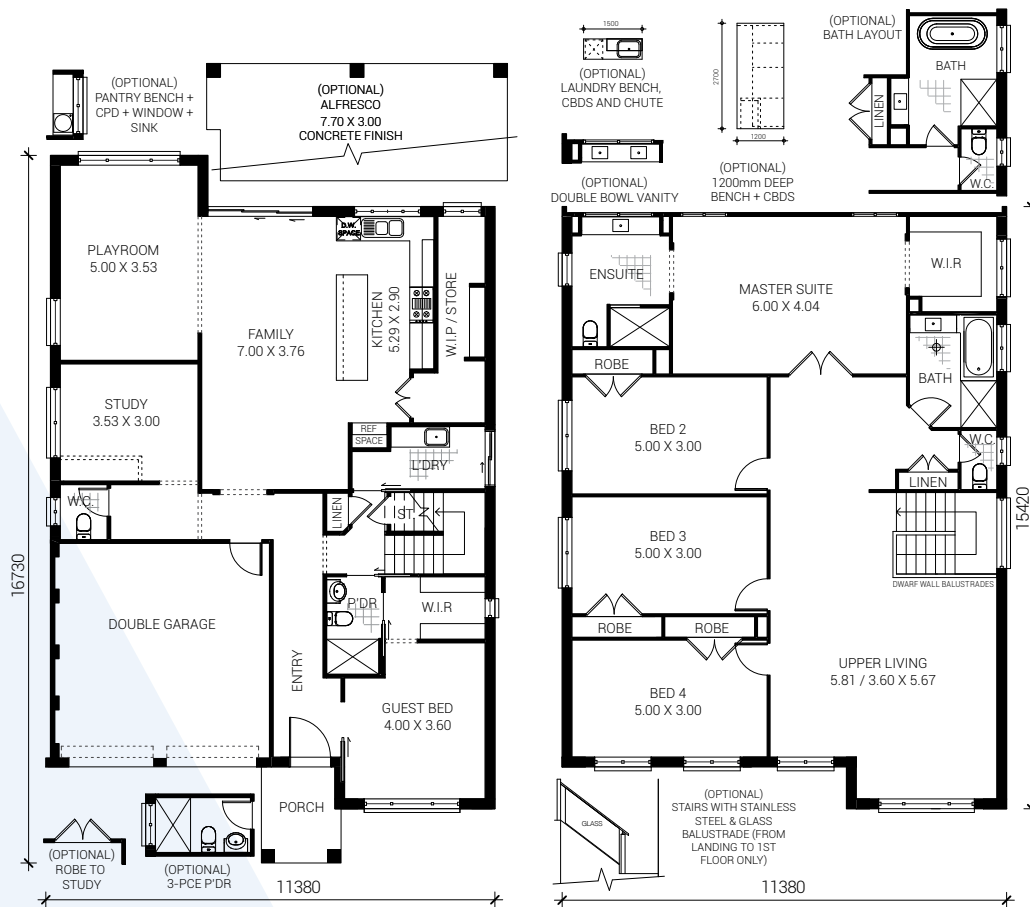 (OPTIONAL)
PANTRY BENCH +
CPD + WINDOW +
SINK
(OPTIONAL)
ALFRESCO
7.70 X 3.00
CONCRETE FINISH
PLAYROOM
5.00 X 3.53
D.W.
SPACE
FAMILY
7.00 X 3.76
KITCHEN
5.29 X 2.90
W.I.P / STORE
STUDY
3.53 X 3.00
REF
SPACE
L'DRY
W.C.
LINEN
ST.
DOUBLE GARAGE
P'DR
W.I.R
ENTRY
GUEST BED
4.00 X 3.60
PORCH
(OPTIONAL)
ROBE TO
STUDY
(OPTIONAL)
3-PCE P'DR
16730
11380
1500
(OPTIONAL)
LAUNDRY BENCH,
CBDS AND CHUTE
2700
1200
(OPTIONAL)
1200mm DEEP
BENCH + CBDS
(OPTIONAL)
DOUBLE BOWL VANITY
(OPTIONAL)
BATH LAYOUT
BATH
LINEN
W.C.
ENSUITE
MASTER SUITE
6.00 X 4.04
W.I.R
ROBE
BATH
BED 2
5.00 X 3.00
W.C
LINEN
BED 3
5.00 X 3.00
DWARF WALL BALUSTRADES
ROBE
ROBE
UPPER LIVING
5.81 / 3.60 X 5.67
BED 4
5.00 X 3.00
GLASS
(OPTIONAL)
STAIRS WITH STAINLESS
STEEL & GLASS
BALUSTRADE (FROM
LANDING TO 1ST
FLOOR ONLY)
15420
11380